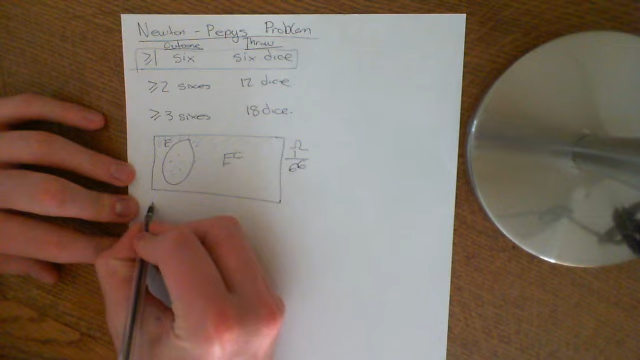 Newton - Pepys Problem
Outcome Throw
≥1 six six dice
≥2 sixes 12 dice
≥3 sixes 18 dice.
E E^C Ω
6^6